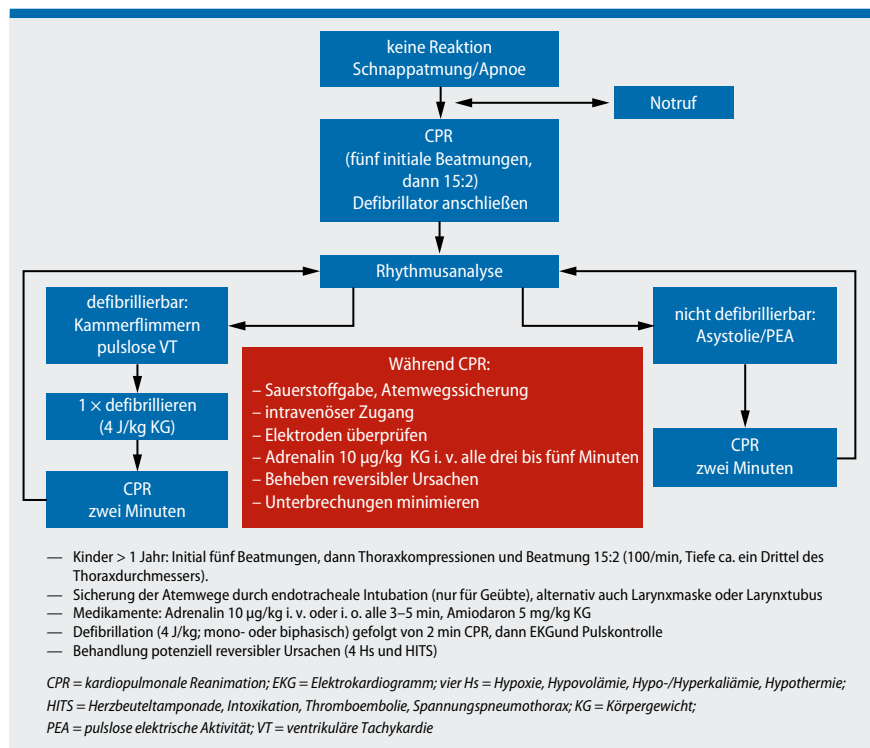 keine Reaktion
Schnappatmung/Apnoe
Notruf
CPR
(fünf initiale Beatmungen,
dann 15:2)
Defibrillator anschließen
Rhythmusanalyse
defibrillierbar:
Kammerflimmern
pulslose VT
nicht defibrillierbar:
Asystolie/PEA
1 × defibrillieren
(4 J/kg KG)
CPR
zwei Minuten
Während CPR:
– Sauerstoffgabe, Atemwegssicherung
– intravenöser Zugang
– Elektroden überprüfen
– Adrenalin 10 µg/kg KG i. v. alle drei bis fünf Minuten
– Beheben reversibler Ursachen
– Unterbrechungen minimieren
CPR
zwei Minuten
— Kinder > 1 Jahr: Initial fünf Beatmungen, dann Thoraxkompressionen und Beatmung 15:2 (100/min, Tiefe ca. ein Drittel des
Thoraxdurchmessers).
— Sicherung der Atemwege durch endotracheale Intubation (nur für Geübte), alternativ auch Larynxmaske oder Larynxtubus
— Medikamente: Adrenalin 10 µg/kg i. v. oder i. o. alle 3–5 min, Amiodaron 5 mg/kg KG
— Defibrillation (4 J/kg; mono- oder biphasisch) gefolgt von 2 min CPR, dann EKGund Pulskontrolle
— Behandlung potenziell reversibler Ursachen (4 Hs und HITS)
CPR = kardiopulmonale Reanimation; EKG = Elektrokardiogramm; vier Hs = Hypoxie, Hypovolämie, Hypo-/Hyperkaliämie, Hypothermie;
HITS = Herzbeuteltamponade, Intoxikation, Thromboembolie, Spannungspneumothorax; KG = Körpergewicht;
PEA = pulslose elektrische Aktivität; VT = ventrikuläre Tachykardie